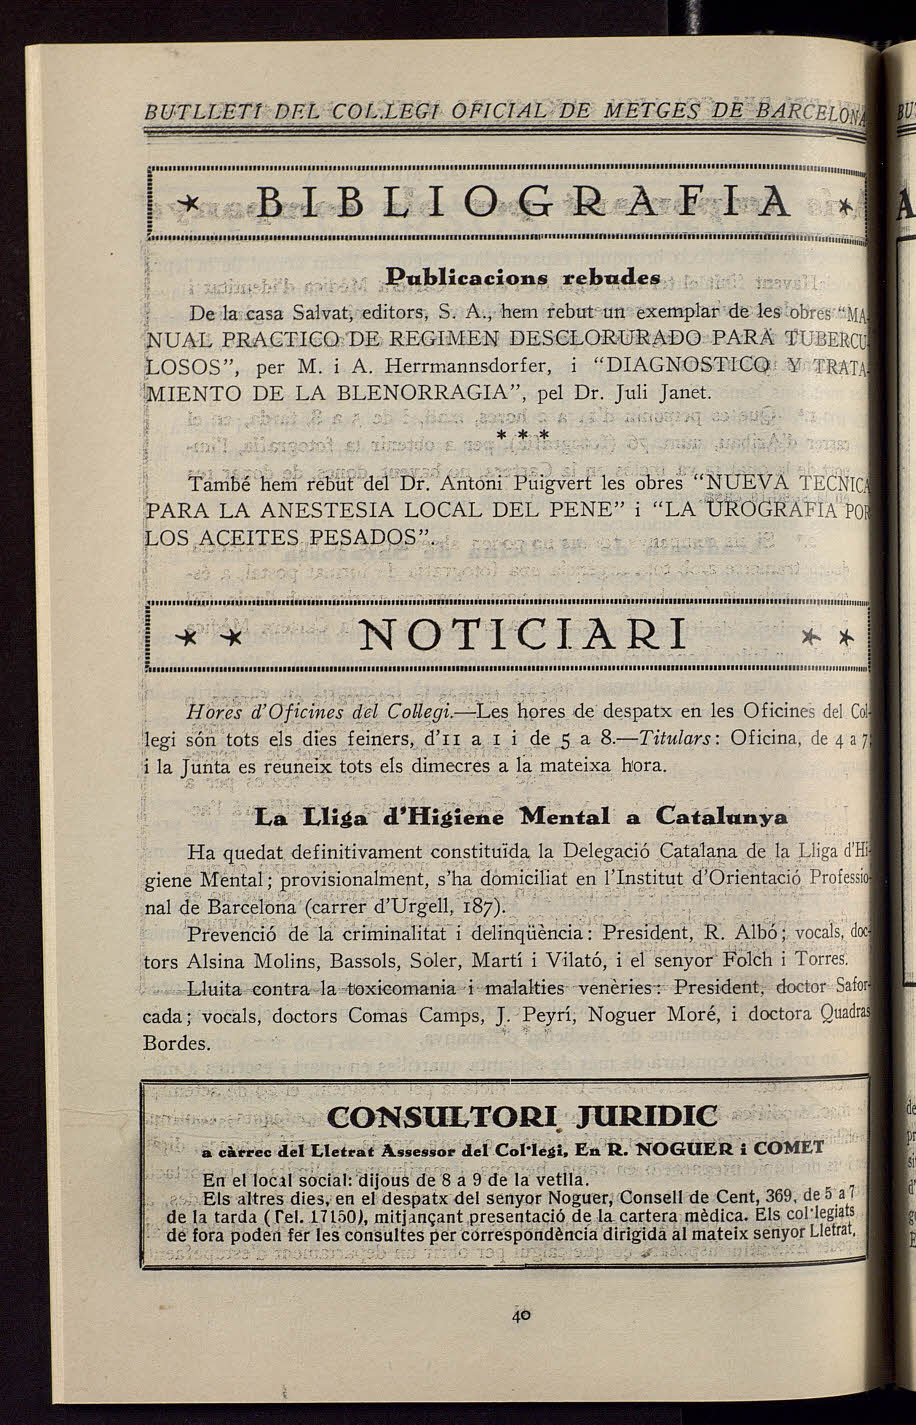 BUTLLETÍ DEL COL·LEGI OFICIAL DE METGES DE BARCELONA
BIBLIOGRAFIA
Publicacions rebudes
De la casa Salvat, editors, S. A., hem rebut un exemplar de les obres "MA-
NUAL PRACTICO DE REGIMEN DESCLORURADO PARA TUBERCU-
LOSOS", per M. i A. Herrmannsdorfer, i "DIAGNOSTICO Y TRATA-
MIENTO DE LA BLENORRAGIA", pel Dr. Juli Janet.
* * *
També hem rebut del Dr. Antoni Puigvert les obres "NUEVA TECNICA
PARA LA ANESTESIA LOCAL DEL PENE" i "LA UROGRAFIA POR
LOS ACEITES PESADOS".
NOTICIARI
Hores d'Oficines del Col·legi.—Les hores de despatx en les Oficines del Col-
legi són tots els dies feiners, d'11 a 1 i de 5 a 8.—Titulars: Oficina, de 4 a 7;
i la Junta es reuneix tots els dimecres a la mateixa hora.
La Lliga d'Higiene Mental a Catalunya
Ha quedat definitivament constituïda la Delegació Catalana de la Lliga d'Hi-
giene Mental; provisionalment, s'ha domiciliat en l'Institut d'Orientació Professio-
nal de Barcelona (carrer d'Urgell, 187).
Prevenció de la criminalitat i delinqüència: President, R. Albó; vocals, doc-
tors Alsina Molins, Bassols, Soler, Martí i Vilató, i el senyor Folch i Torres.
Lluita contra la toxicomania i malalties venèries: President, doctor Safor-
cada; vocals, doctors Comas Camps, J. Peyrí, Noguer Moré, i doctora Quadras
Bordes.
CONSULTORI JURIDIC
a càrrec del Lletrat Assessor del Col·legi, En R. NOGUER i COMET
En el local social: dijous de 8 a 9 de la vetlla.
Els altres dies, en el despatx del senyor Noguer, Consell de Cent, 369, de 5 a 7
de la tarda (Tel. 17150), mitjançant presentació de la cartera mèdica. Els col·legiats
de fora poden fer les consultes per correspondència dirigida al mateix senyor Lletrat.
40